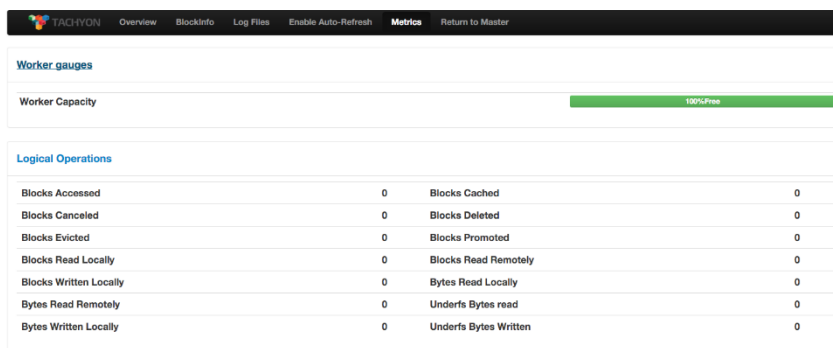 TACHYON Overview BlockInfo Log Files Enable Auto-Refresh Metrics Return to Master
Worker gauges
Worker Capacity 100%Free
Logical Operations
Blocks Accessed 0 Blocks Cached 0
Blocks Canceled 0 Blocks Deleted 0
Blocks Evicted 0 Blocks Promoted 0
Blocks Read Locally 0 Blocks Read Remotely 0
Blocks Written Locally 0 Bytes Read Locally 0
Bytes Read Remotely 0 Underfs Bytes read 0
Bytes Written Locally 0 Underfs Bytes Written 0